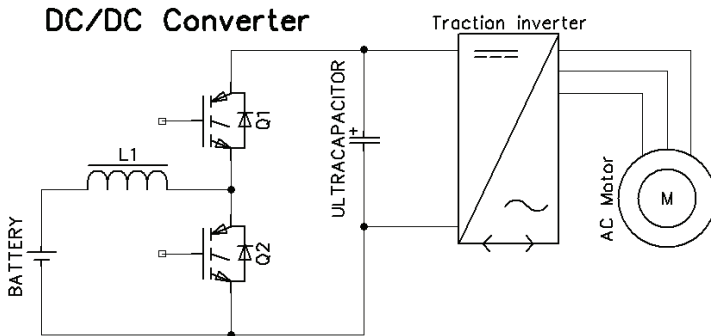 DC/DC Converter
Traction inverter
Q1
ULTRACAPACITOR
+
L1
AC Motor
M
BATTERY
Q2